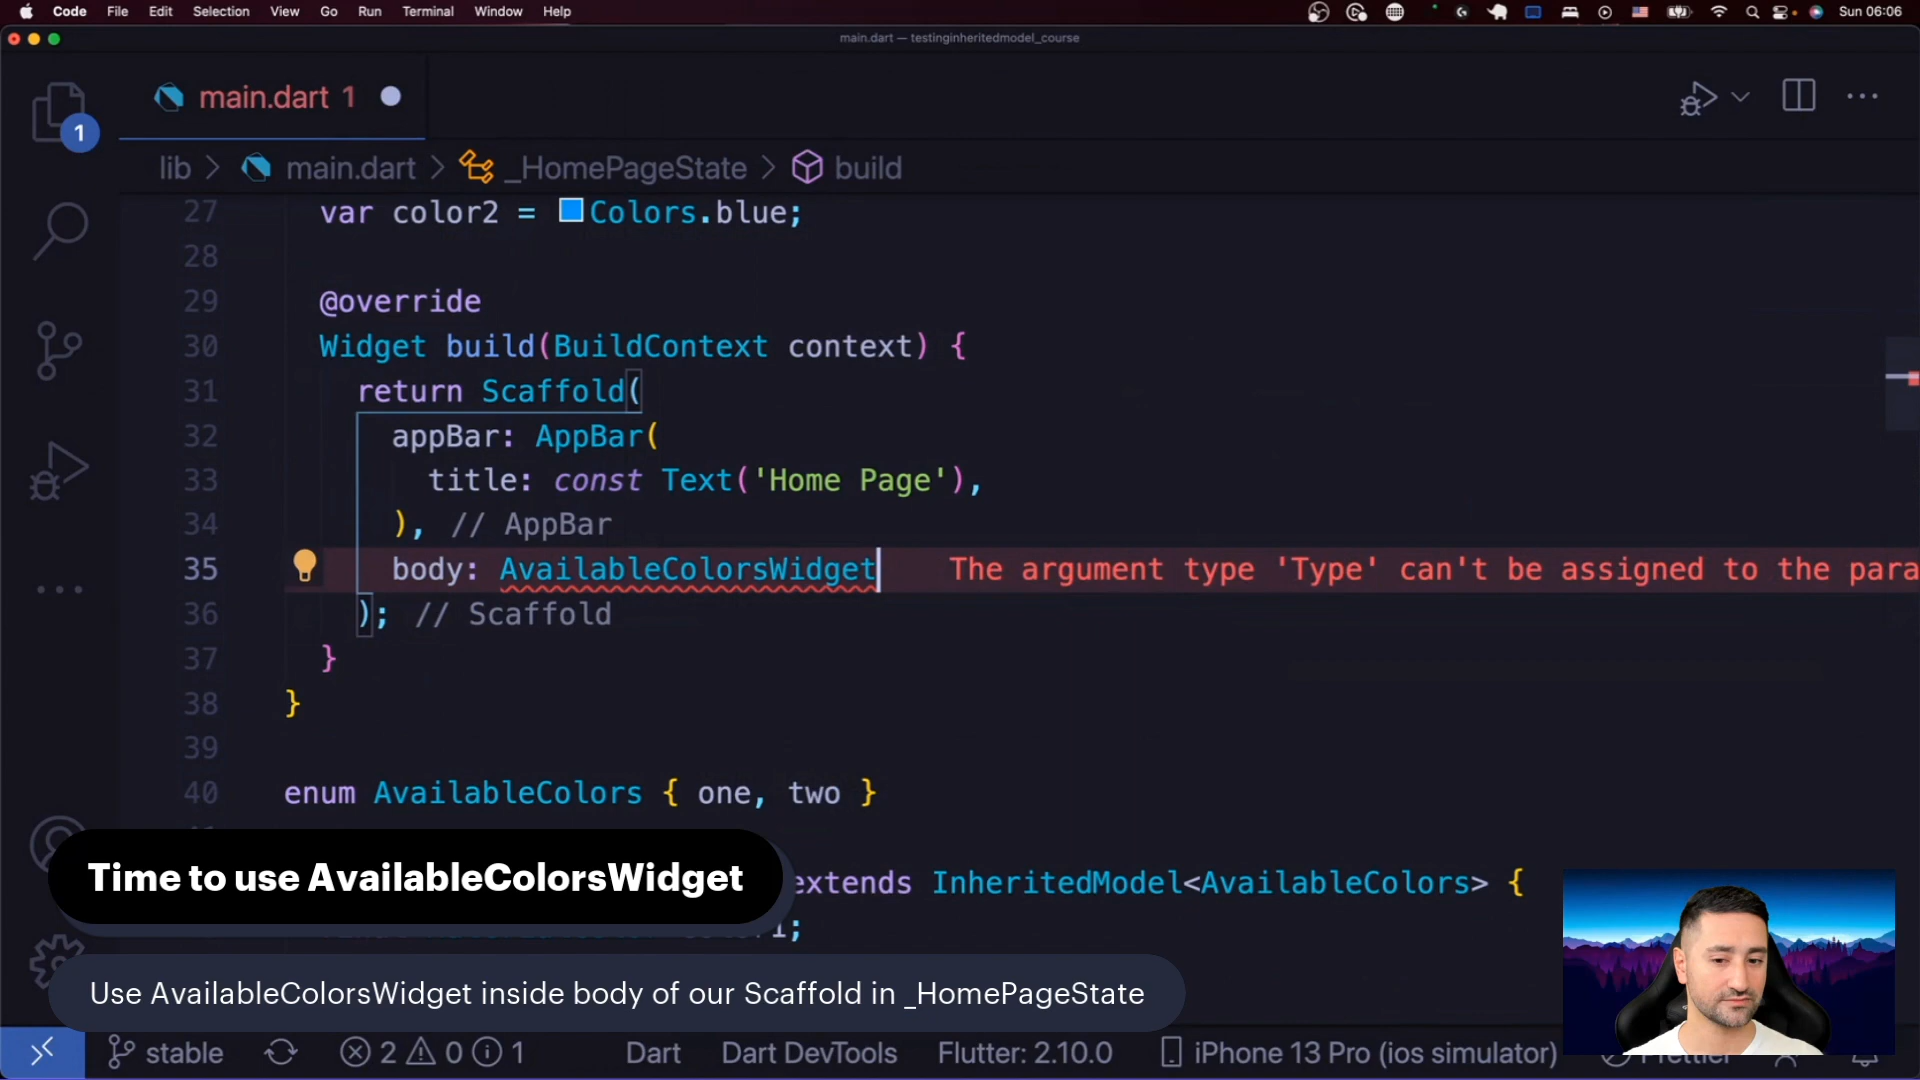 Code File Edit Selection View Go Run Terminal Window Help Sun 06:06
main.dart — testinginheritedmodel_course
main.dart 1
1
lib > main.dart > _HomePageState > build
27 var color2 = Colors.blue;
28
29 @override
30 Widget build(BuildContext context) {
31 return Scaffold(
32 appBar: AppBar(
33 title: const Text('Home Page'),
34 ), // AppBar
35 body: AvailableColorsWidget The argument type 'Type' can't be assigned to the para
36 ); // Scaffold
37 }
38 }
39
40 enum AvailableColors { one, two }
extends InheritedModel<AvailableColors> {
Time to use AvailableColorsWidget
Use AvailableColorsWidget inside body of our Scaffold in _HomePageState
stable 2 0 1 Dart Dart DevTools Flutter: 2.10.0 iPhone 13 Pro (ios simulator) Prettier